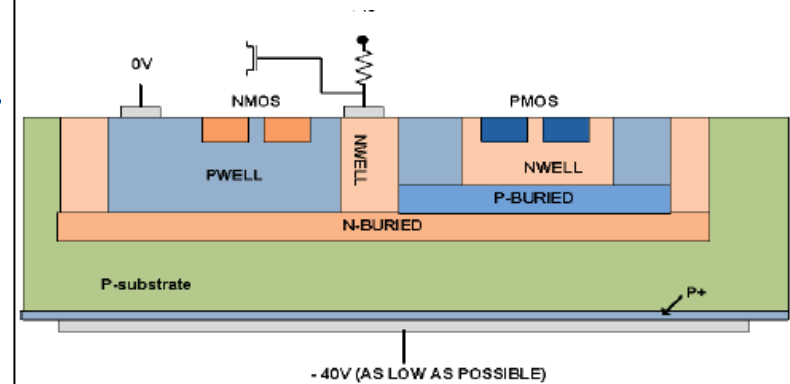 0V
NMOS
PMOS
NWELL
PWELL
NWELL
P-BURIED
N-BURIED
P-substrate
P+
- 40V (AS LOW AS POSSIBLE)